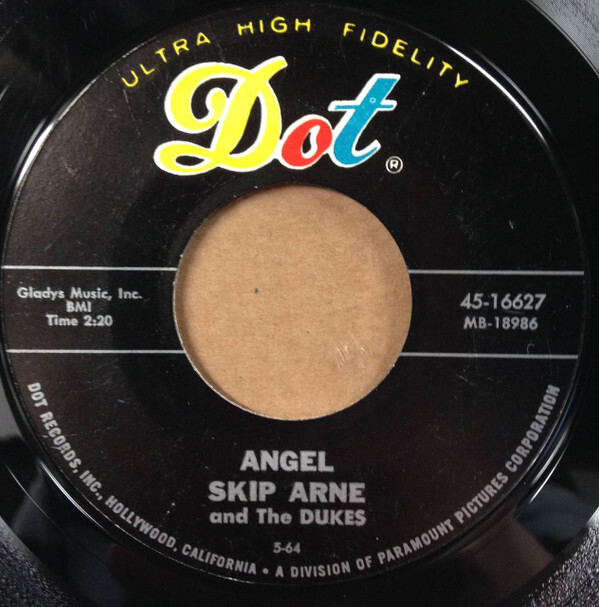 ULTRA HIGH FIDELITY
Dot®
Gladys Music, Inc.
BMI
Time 2:20
45-16627
MB-18986
ANGEL
SKIP ARNE
and The DUKES
5-64
DOT RECORDS, INC., HOLLYWOOD, CALIFORNIA • A DIVISION OF PARAMOUNT PICTURES CORPORATION